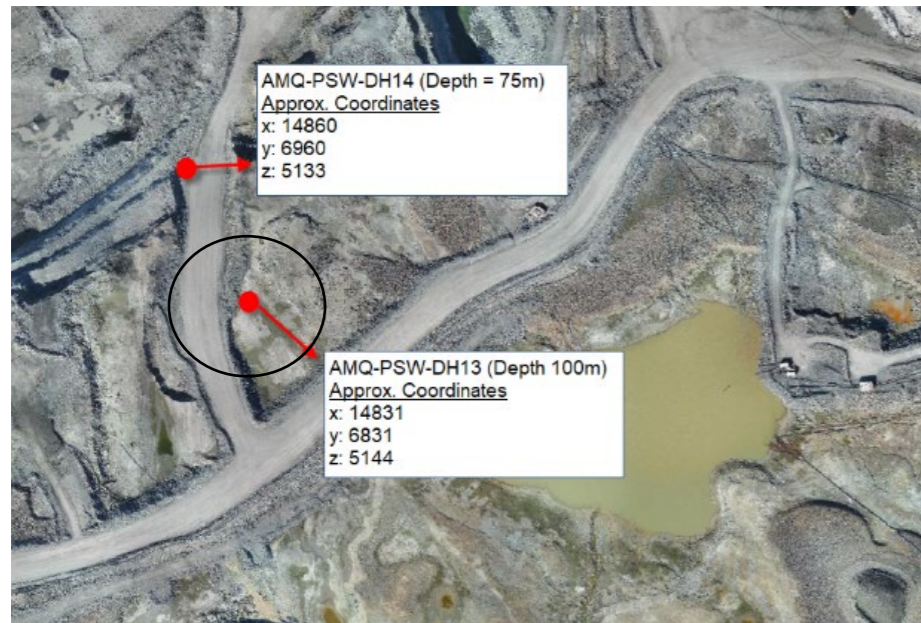 AMQ-PSW-DH14 (Depth = 75m)
Approx. Coordinates
x: 14860
y: 6960
z: 5133
AMQ-PSW-DH13 (Depth 100m)
Approx. Coordinates
x: 14831
y: 6831
z: 5144